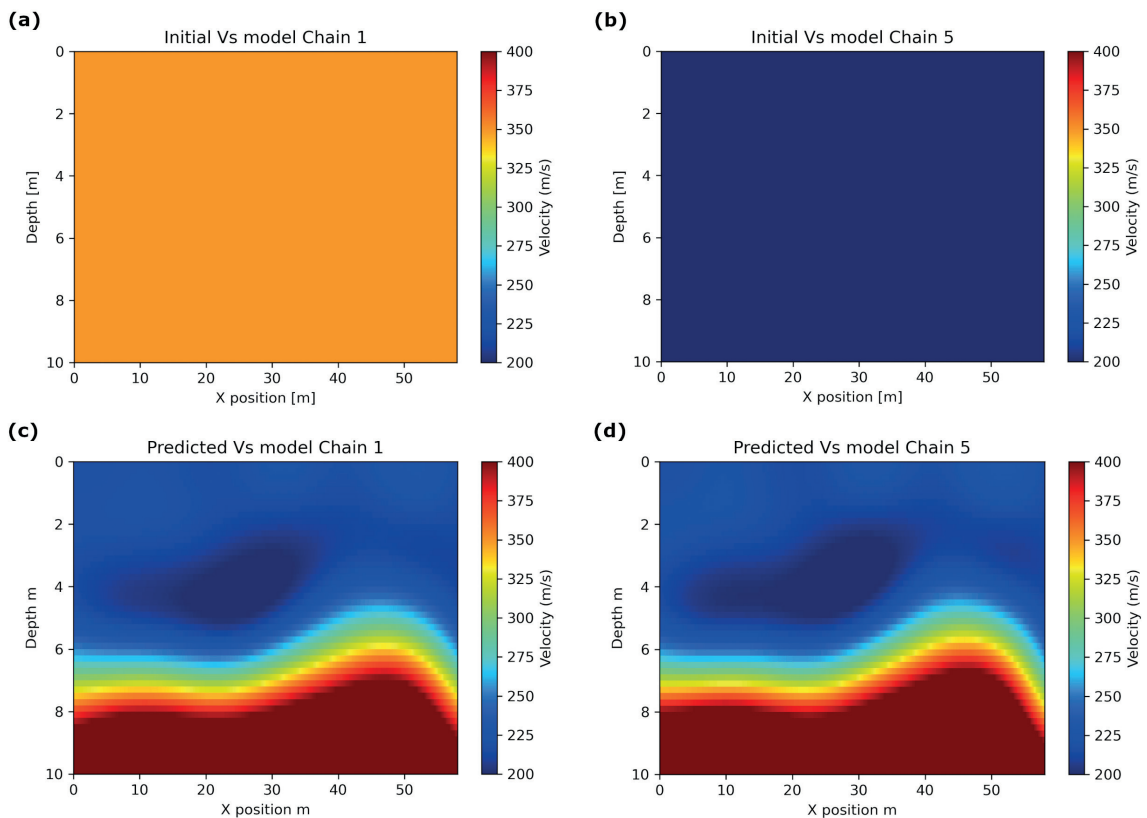 (a)
Initial Vs model Chain 1
0
2
4
6
8
10
Depth [m]
0 10 20 30 40 50
X position [m]
400
375
350
325
300
275
250
225
200
Velocity (m/s)
(b)
Initial Vs model Chain 5
0
2
4
6
8
10
Depth [m]
0 10 20 30 40 50
X position [m]
400
375
350
325
300
275
250
225
200
Velocity (m/s)
(c)
Predicted Vs model Chain 1
0
2
4
6
8
10
Depth m
0 10 20 30 40 50
X position m
400
375
350
325
300
275
250
225
200
Velocity (m/s)
(d)
Predicted Vs model Chain 5
0
2
4
6
8
10
Depth m
0 10 20 30 40 50
X position m
400
375
350
325
300
275
250
225
200
Velocity (m/s)